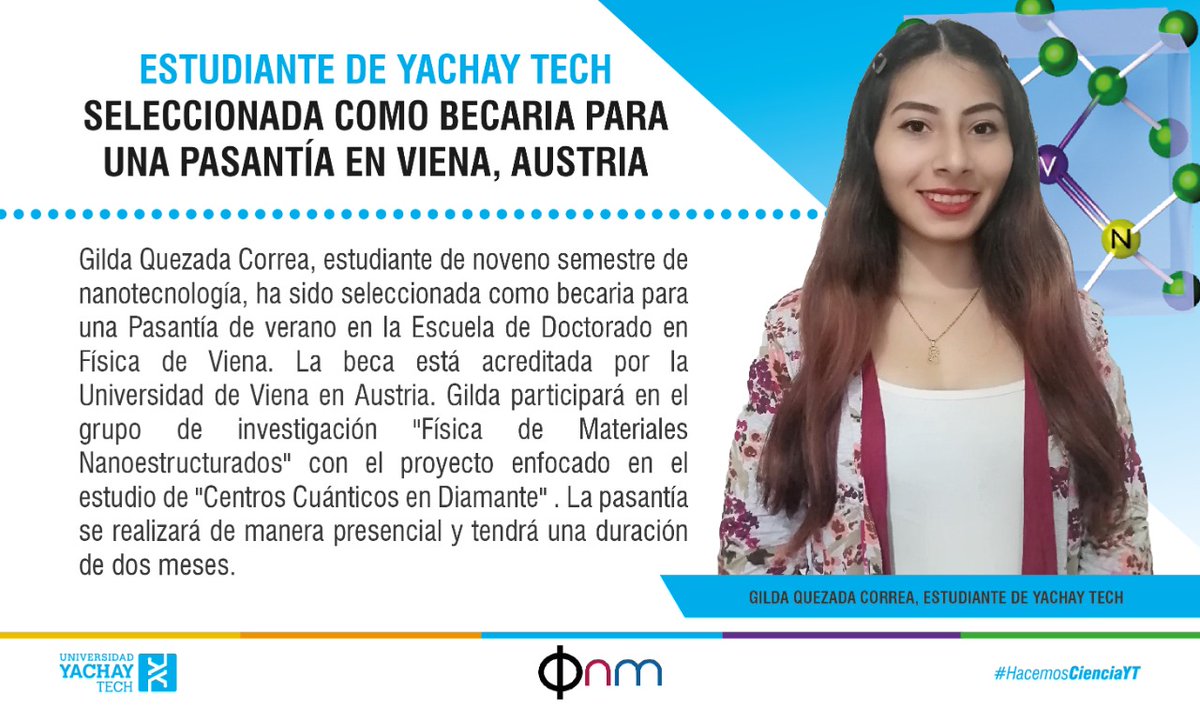 ESTUDIANTE DE YACHAY TECH
SELECCIONADA COMO BECARIA PARA
UNA PASANTÍA EN VIENA, AUSTRIA
Gilda Quezada Correa, estudiante de noveno semestre de
nanotecnología, ha sido seleccionada como becaria para
una Pasantía de verano en la Escuela de Doctorado en
Física de Viena. La beca está acreditada por la
Universidad de Viena en Austria. Gilda participará en el
grupo de investigación "Física de Materiales
Nanoestructurados" con el proyecto enfocado en el
estudio de "Centros Cuánticos en Diamante" . La pasantía
se realizará de manera presencial y tendrá una duración
de dos meses.
V
N
GILDA QUEZADA CORREA, ESTUDIANTE DE YACHAY TECH
UNIVERSIDAD
YACHAY
TECH
Φnm
#HacemosCienciaYT